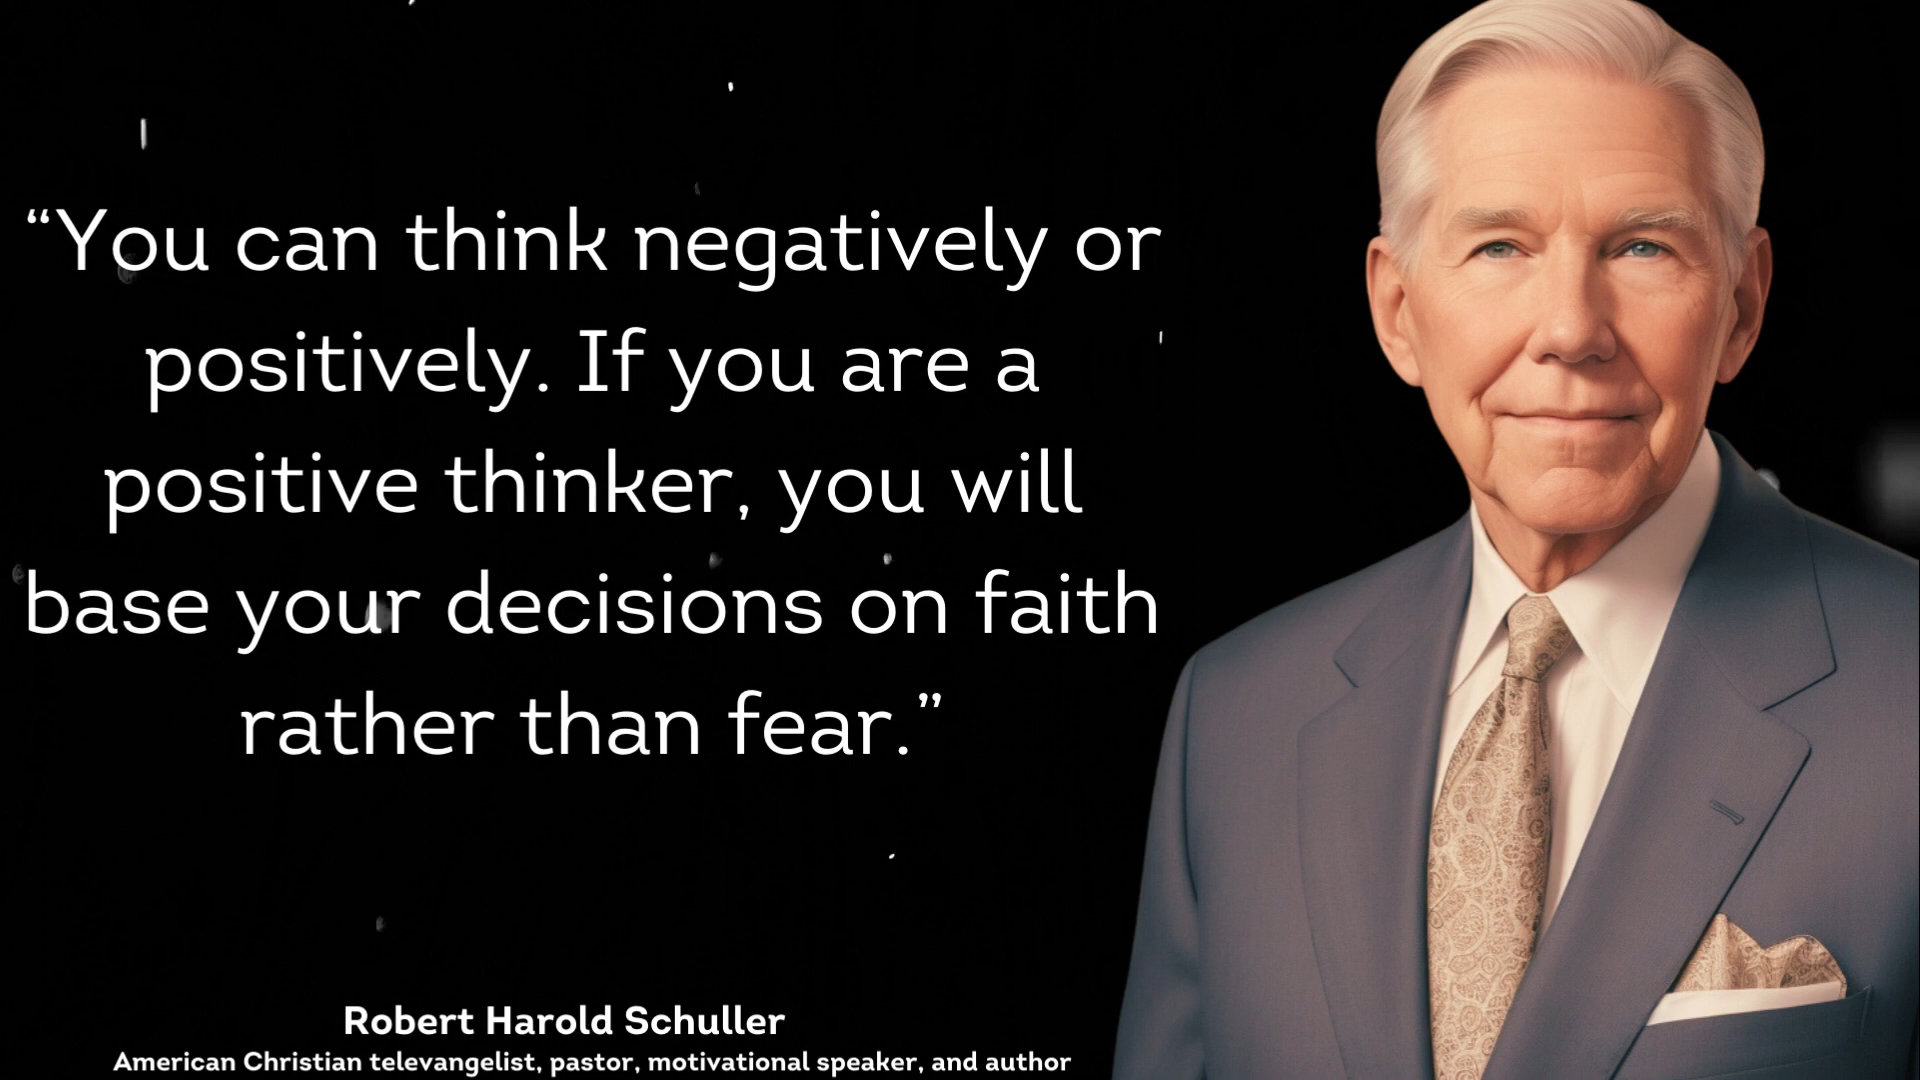 “You can think negatively or
positively. If you are a
positive thinker, you will
base your decisions on faith
rather than fear.”
Robert Harold Schuller
American Christian televangelist, pastor, motivational speaker, and author